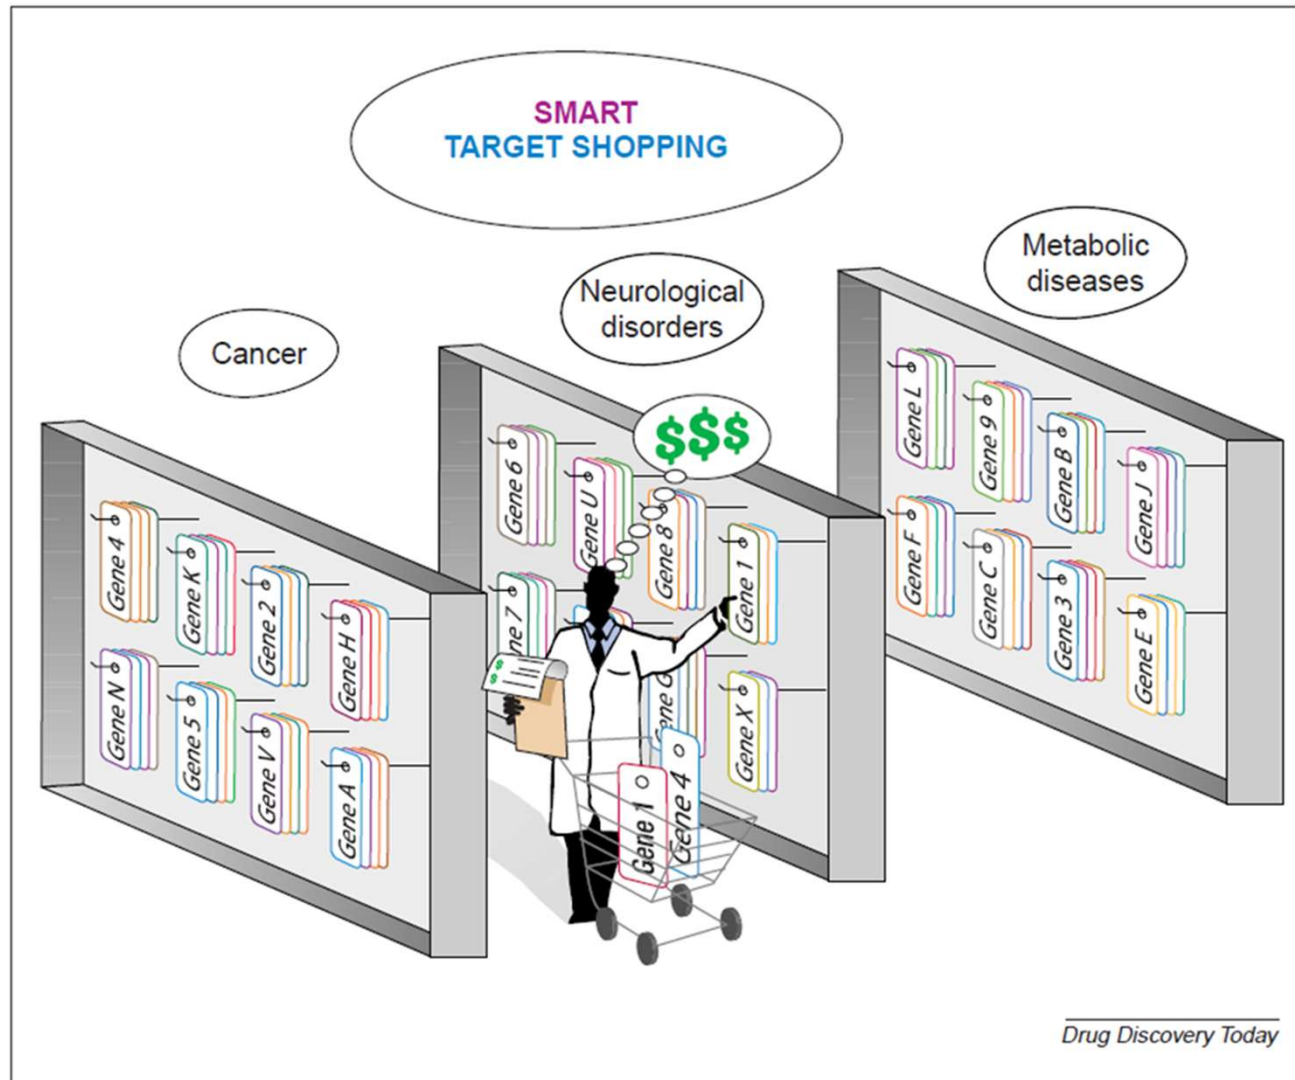 SMART
TARGET SHOPPING
Metabolic
diseases
Neurological
disorders
Cancer
$$$
Gene 4
Gene K
Gene 2
Gene H
Gene N
Gene 5
Gene V
Gene A
Gene 6
Gene U
Gene 8
Gene 1
Gene X
Gene L
Gene 9
Gene B
Gene J
Gene F
Gene C
Gene 3
Gene E
$
$
Gene 1
Gene 4
Drug Discovery Today